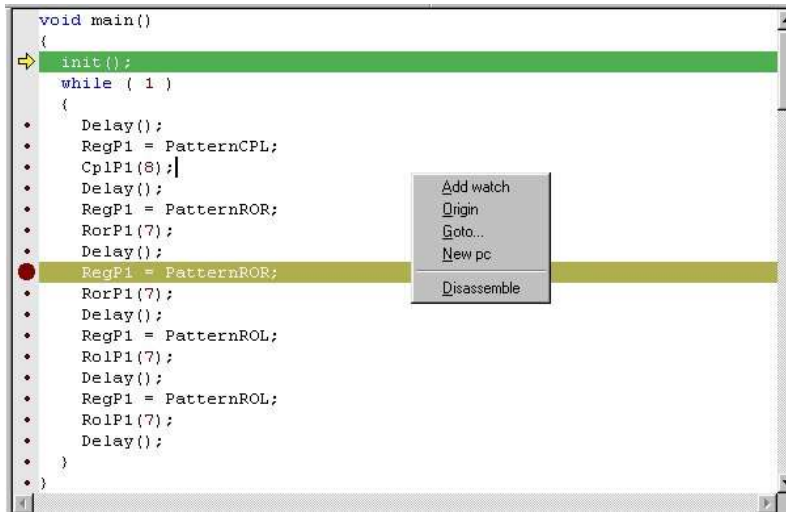 void main()
{
init();
while ( 1 )
{
Delay();
RegP1 = PatternCPL;
CplP1(8);
Delay();
RegP1 = PatternROR;
RorP1(7);
Delay();
RegP1 = PatternROR;
RorP1(7);
Delay();
RegP1 = PatternROL;
RolP1(7);
Delay();
RegP1 = PatternROL;
RolP1(7);
Delay();
}
}
Add watch
Origin
Goto...
New pc
Disassemble